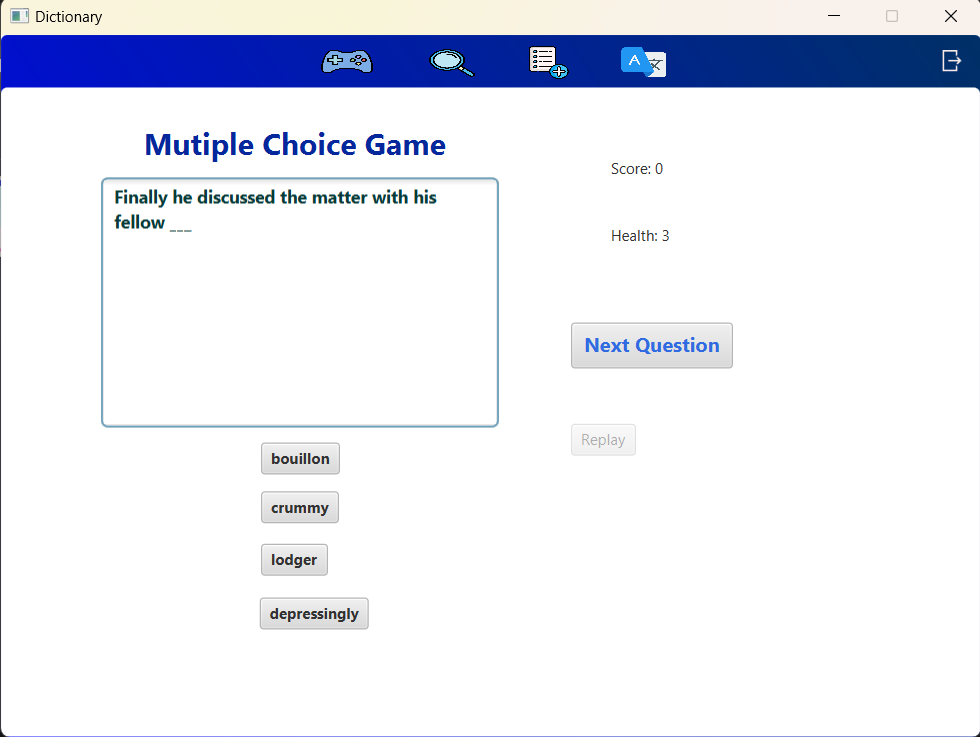 Dictionary
A 文
Mutiple Choice Game
Finally he discussed the matter with his
fellow ___
Score: 0
Health: 3
Next Question
Replay
bouillon
crummy
lodger
depressingly